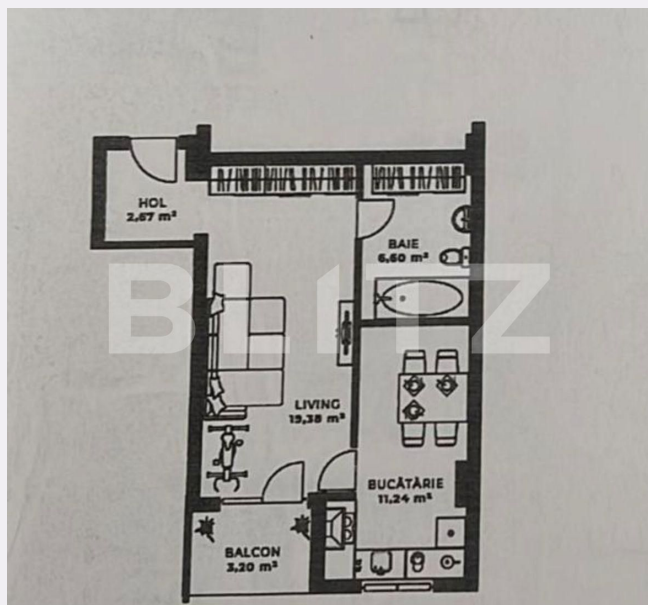 HOL
2,67 m²
BAIE
6,60 m²
BLITZ
LIVING
19,38 m²
BUCĂTĂRIE
11,24 m²
BALCON
3,20 m²